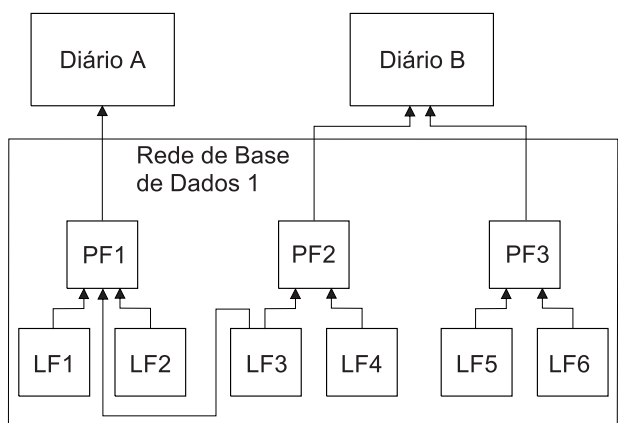 Diário A
Diário B
Rede de Base
de Dados 1
PF1
PF2
PF3
LF1
LF2
LF3
LF4
LF5
LF6